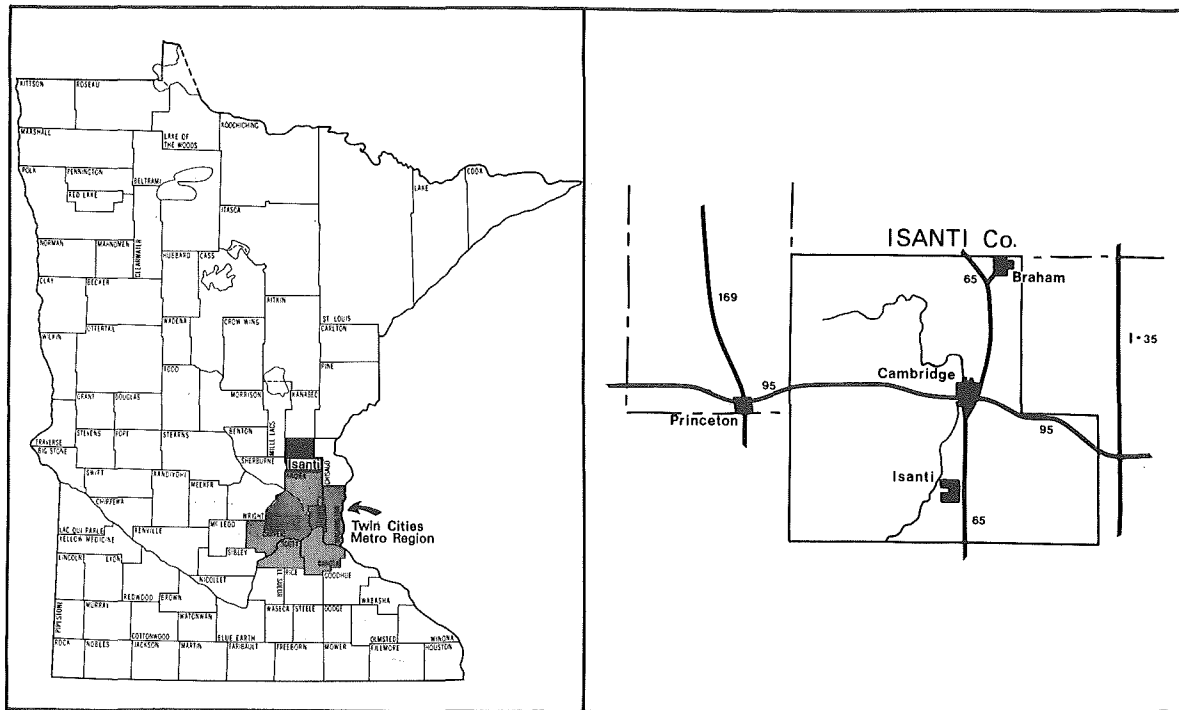 KITTSON
ROSEAU
LAKE OF
THE WOODS
KOOCHICHING
MARSHALL
PENNINGTON
POLK
RED LAKE
BELTRAMI
COOK
LAKE
ITASCA
NORMAN
MAHNOMEN
CLEARWATER
HUBBARD
CASS
CLAY
BECKER
AITKIN
ST. LOUIS
WADENA
CROW WING
CARLTON
WILKIN
OTTERTAIL
PINE
TODD
MORRISON
KANABEC
GRANT
DOUGLAS
MILLE LACS
BENTON
STEVENS
POPE
STEARNS
TRAVERSE
BIG STONE
SHERBURNE
Isanti
CHISAGO
SWIFT
KANDIYOHI
MEEKER
CHIPPEWA
WRIGHT
LAC QUI PARLE
YELLOW MEDICINE
RENVILLE
Mc LEOD
Twin Cities
Metro Region
LINCOLN
LYON
SIBLEY
SCOTT
NICOLLET
LE SUEUR
RICE
GOODHUE
REDWOOD
BROWN
WABASHA
PIPESTONE
MURRAY
WATONWAN
WASECA
STEELE
DODGE
COTTONWOOD
BLUE EARTH
OLMSTED
WINONA
ROCK
NOBLES
JACKSON
MARTIN
FARIBAULT
FREEBORN
MOWER
FILLMORE
HOUSTON
ISANTI Co.
65
Braham
169
I-35
Cambridge
95
Princeton
95
Isanti
65